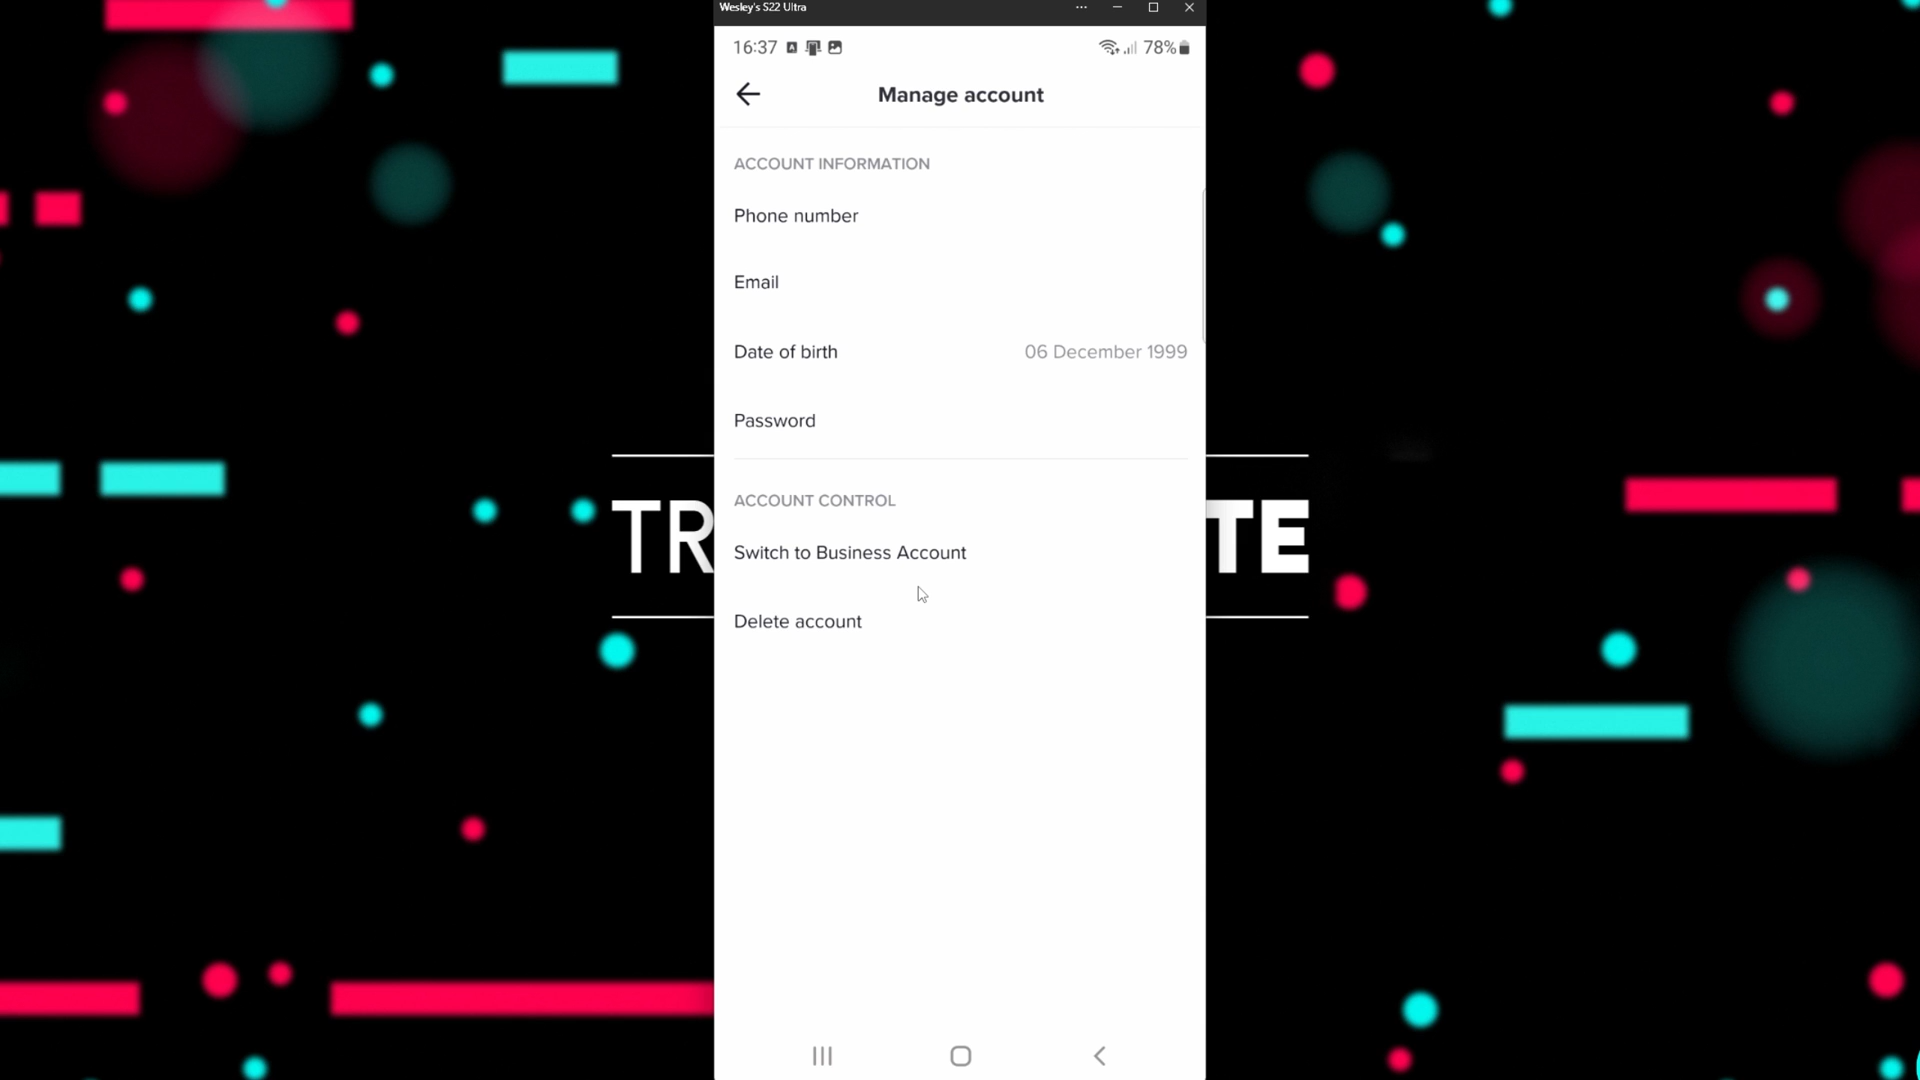 Wesley's S22 Ultra
16:37
78%
Manage account
ACCOUNT INFORMATION
Phone number
Email
Date of birth 06 December 1999
Password
ACCOUNT CONTROL
TR TE
Switch to Business Account
Delete account